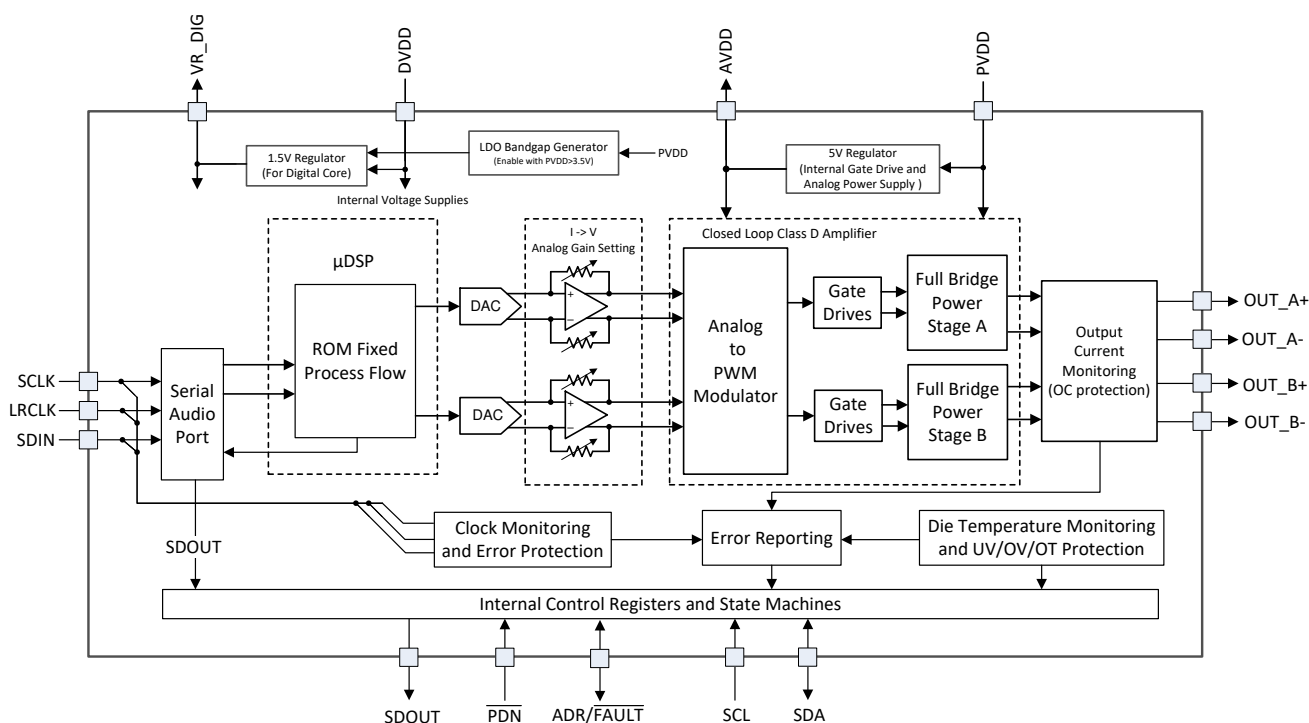 VR_DIG
DVDD
AVDD
PVDD
1.5V Regulator
(For Digital Core)
LDO Bandgap Generator
(Enable with PVDD>3.5V)
PVDD
5V Regulator
(Internal Gate Drive and
Analog Power Supply )
Internal Voltage Supplies
µDSP
I -> V
Analog Gain Setting
Closed Loop Class D Amplifier
ROM Fixed
Process Flow
DAC
+
−
DAC
+
−
Analog
to
PWM
Modulator
Gate
Drives
Full Bridge
Power
Stage A
Gate
Drives
Full Bridge
Power
Stage B
Output
Current
Monitoring
(OC protection)
OUT_A+
OUT_A-
OUT_B+
OUT_B-
SCLK
LRCLK
SDIN
Serial
Audio
Port
SDOUT
Clock Monitoring
and Error Protection
Error Reporting
Die Temperature Monitoring
and UV/OV/OT Protection
Internal Control Registers and State Machines
SDOUT
PDN
ADR/FAULT
SCL
SDA